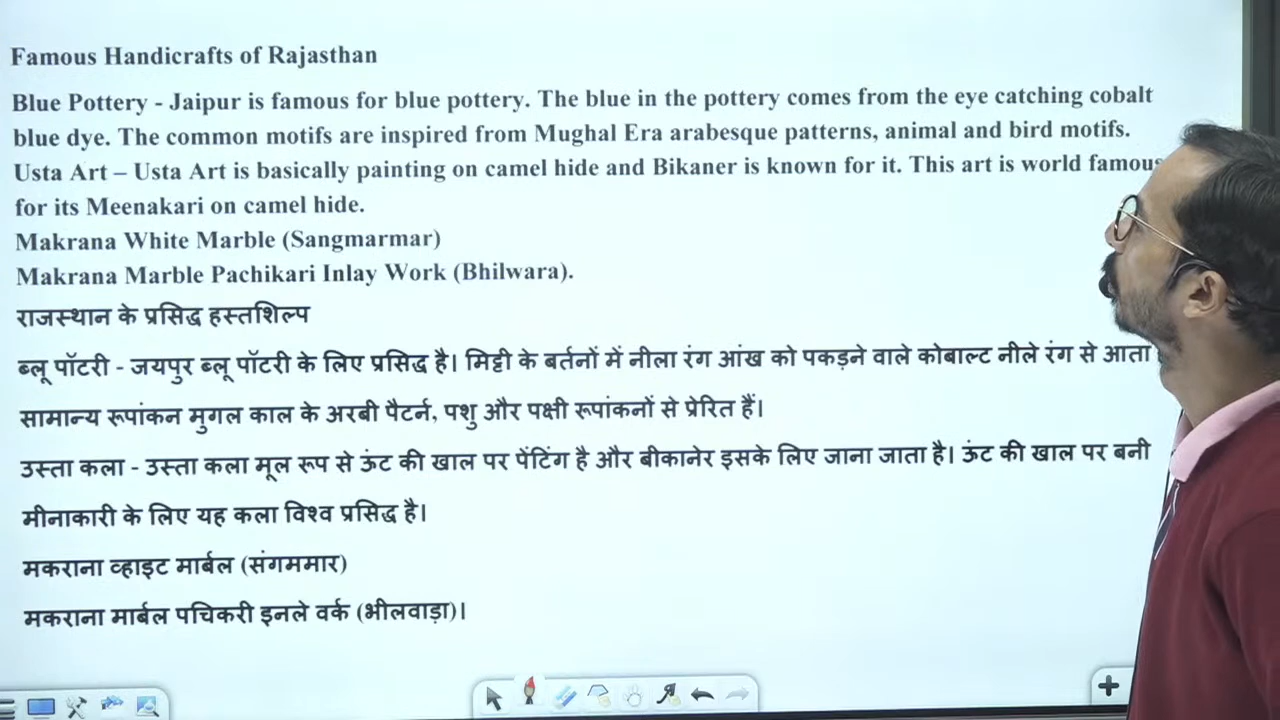 Famous Handicrafts of Rajasthan
Blue Pottery - Jaipur is famous for blue pottery. The blue in the pottery comes from the eye catching cobalt
blue dye. The common motifs are inspired from Mughal Era arabesque patterns, animal and bird motifs.
Usta Art – Usta Art is basically painting on camel hide and Bikaner is known for it. This art is world famous
for its Meenakari on camel hide.
Makrana White Marble (Sangmarmar)
Makrana Marble Pachikari Inlay Work (Bhilwara).
राजस्थान के प्रसिद्ध हस्तशिल्प
ब्लू पॉटरी - जयपुर ब्लू पॉटरी के लिए प्रसिद्ध है। मिट्टी के बर्तनों में नीला रंग आंख को पकड़ने वाले कोबाल्ट नीले रंग से आता
सामान्य रूपांकन मुगल काल के अरबी पैटर्न, पशु और पक्षी रूपांकनों से प्रेरित हैं।
उस्ता कला - उस्ता कला मूल रूप से ऊंट की खाल पर पेंटिंग है और बीकानेर इसके लिए जाना जाता है। ऊंट की खाल पर बनी
मीनाकारी के लिए यह कला विश्व प्रसिद्ध है।
मकराना व्हाइट मार्बल (संगममार)
मकराना मार्बल पचिकरी इनले वर्क (भीलवाड़ा)।